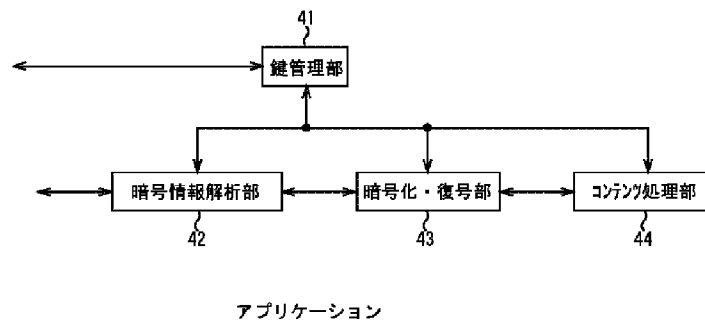 41
鍵管理部
暗号情報解析部
暗号化・復号部
コンテンツ処理部
42
43
44
アプリケーション